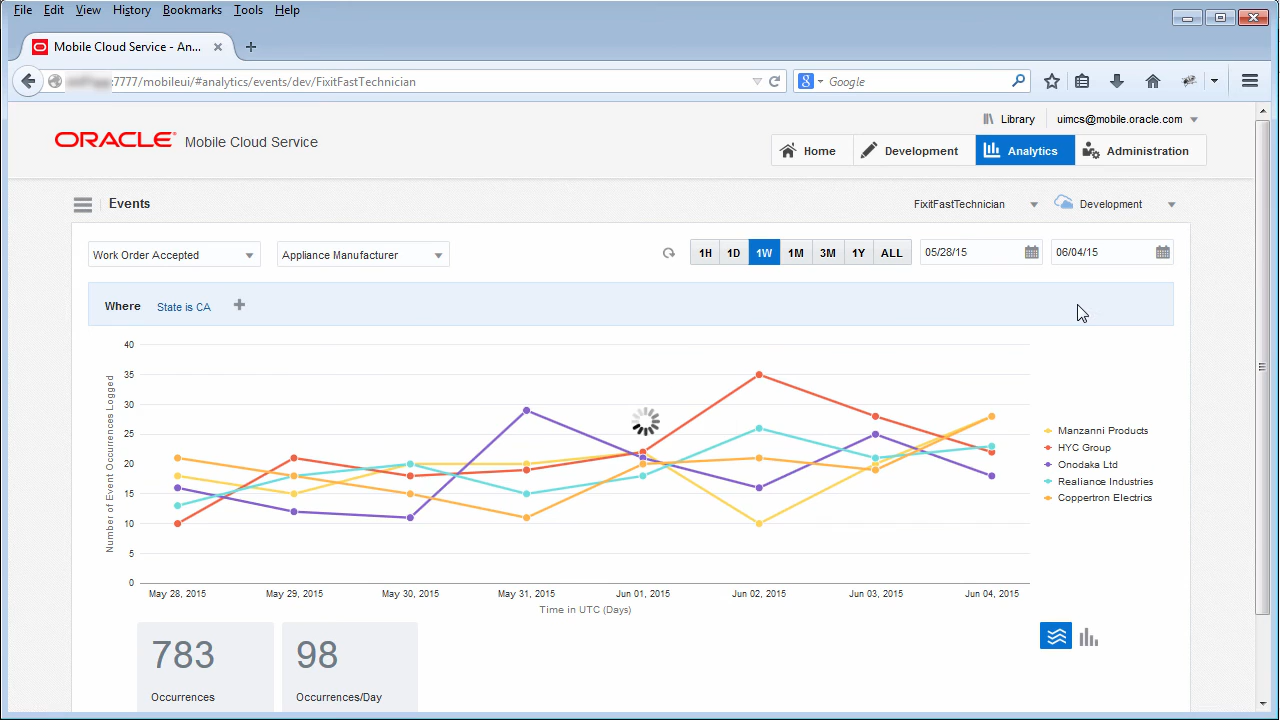 File Edit View History Bookmarks Tools Help
Mobile Cloud Service - An...
:7777/mobileui/#analytics/events/dev/FixitFastTechnician
Google
Library uimcs@mobile.oracle.com
ORACLE Mobile Cloud Service
Home Development Analytics Administration
Events FixitFastTechnician Development
Work Order Accepted Appliance Manufacturer 1H 1D 1W 1M 3M 1Y ALL 05/28/15 06/04/15
Where State is CA
Number of Event Occurrences Logged
40
35
30
25
20
15
10
5
0
May 28, 2015 May 29, 2015 May 30, 2015 May 31, 2015 Jun 01, 2015 Jun 02, 2015 Jun 03, 2015 Jun 04, 2015
Time in UTC (Days)
Manzanni Products
HYC Group
Onodaka Ltd
Realiance Industries
Coppertron Electrics
783 98
Occurrences Occurrences/Day